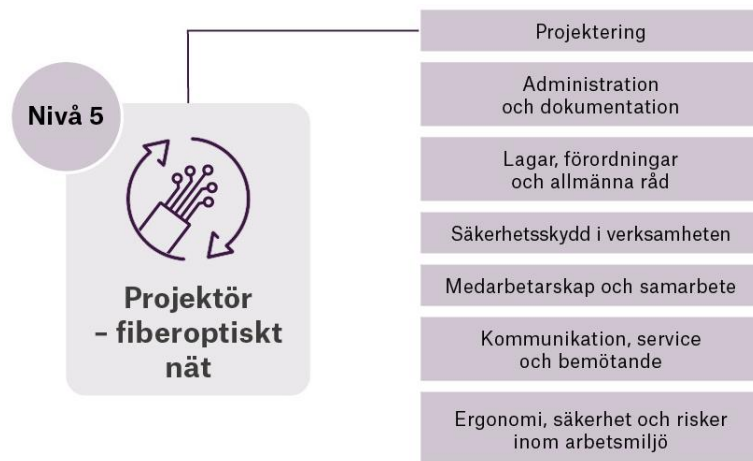 Nivå 5
Projektör
– fiberoptiskt
nät
Projektering
Administration
och dokumentation
Lagar, förordningar
och allmänna råd
Säkerhetsskydd i verksamheten
Medarbetarskap och samarbete
Kommunikation, service
och bemötande
Ergonomi, säkerhet och risker
inom arbetsmiljö